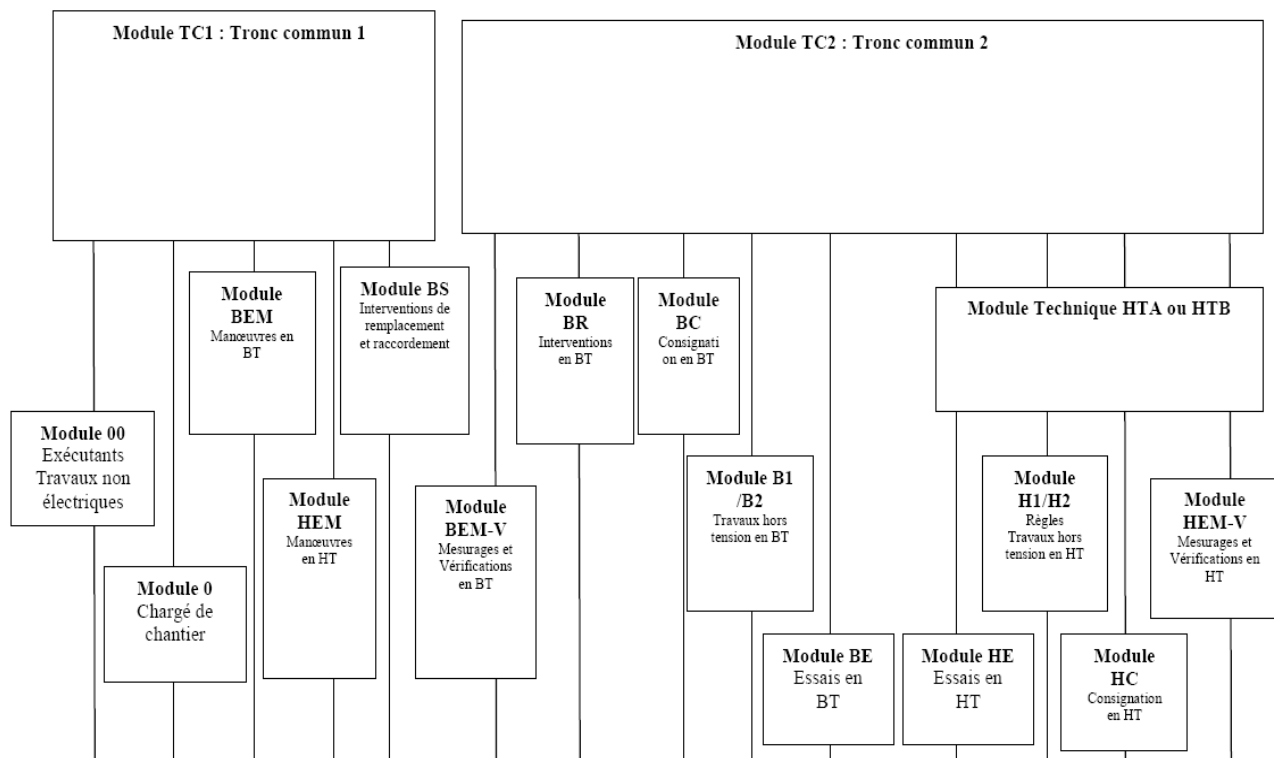 Module TC1 : Tronc commun 1
Module TC2 : Tronc commun 2
Module
BEM
Manœuvres en
BT
Module BS
Interventions de
remplacement
et raccordement
Module
BR
Interventions
en BT
Module
BC
Consignati
on en BT
Module Technique HTA ou HTB
Module 00
Exécutants
Travaux non
électriques
Module
HEM
Manœuvres
en HT
Module
BEM-V
Mesurages et
Vérifications
en BT
Module B1
/B2
Travaux hors
tension en BT
Module
H1/H2
Règles
Travaux hors
tension en HT
Module
HEM-V
Mesurages et
Vérifications en
HT
Module 0
Chargé de
chantier
Module BE
Essais en
BT
Module HE
Essais en
HT
Module
HC
Consignation
en HT